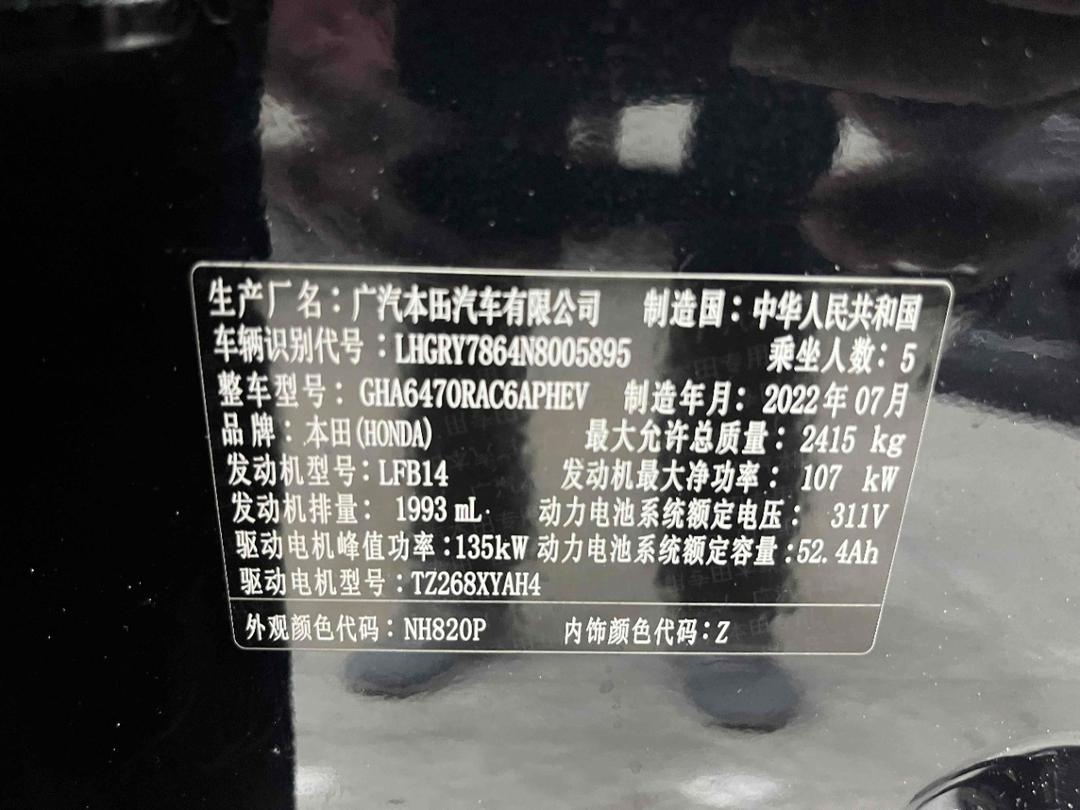 生产厂名：广汽本田汽车有限公司 制造国：中华人民共和国
车辆识别代号：LHGRY7864N8005895 乘坐人数：5
整车型号：GHA6470RAC6APHEV 制造年月：2022年07月
品牌：本田(HONDA) 最大允许总质量：2415 kg
发动机型号：LFB14 发动机最大净功率：107 kW
发动机排量：1993 mL 动力电池系统额定电压：311V
驱动电机峰值功率：135kW 动力电池系统额定容量：52.4Ah
驱动电机型号：TZ268XYAH4
外观颜色代码：NH820P 内饰颜色代码：Z